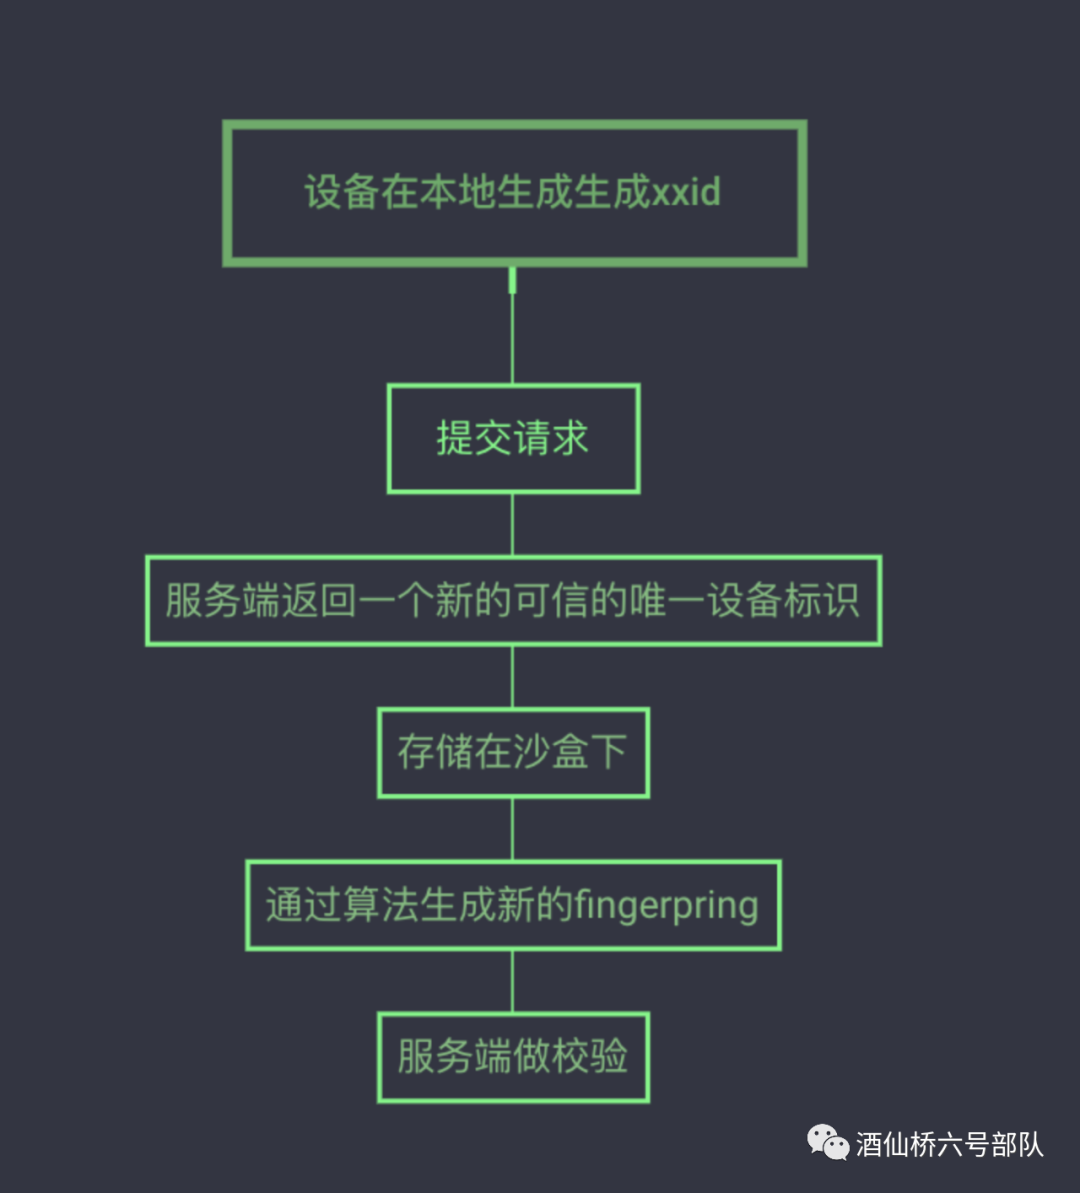 设备在本地生成生成xxid
提交请求
服务端返回一个新的可信的唯一设备标识
存储在沙盒下
通过算法生成新的fingerpring
服务端做校验
酒仙桥六号部队